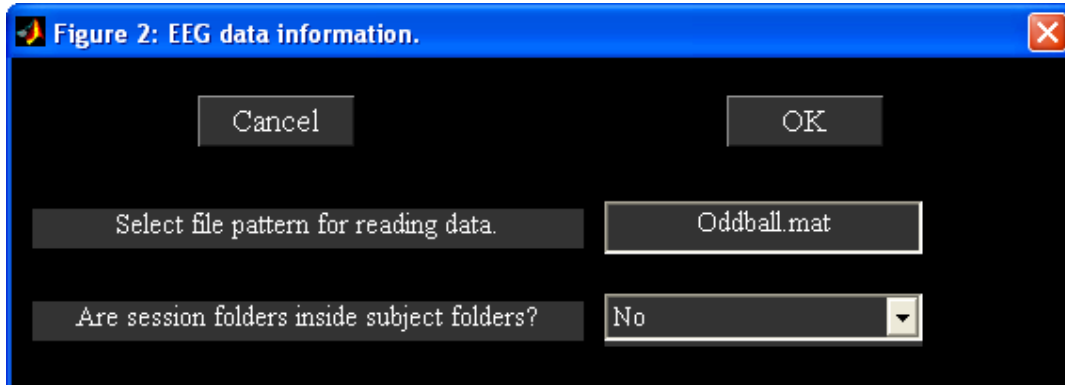 Figure 2: EEG data information.
Cancel OK
Select file pattern for reading data. Oddball.mat
Are session folders inside subject folders? No